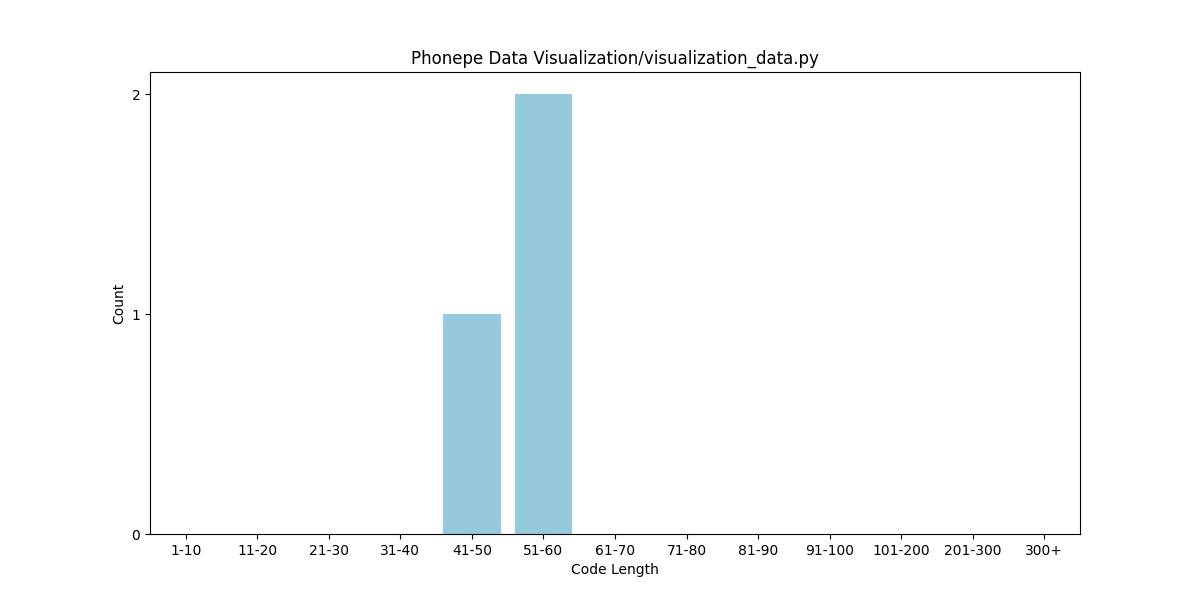 Phonepe Data Visualization/visualization_data.py
2
1
0
Count
1-10 11-20 21-30 31-40 41-50 51-60 61-70 71-80 81-90 91-100 101-200 201-300 300+
Code Length